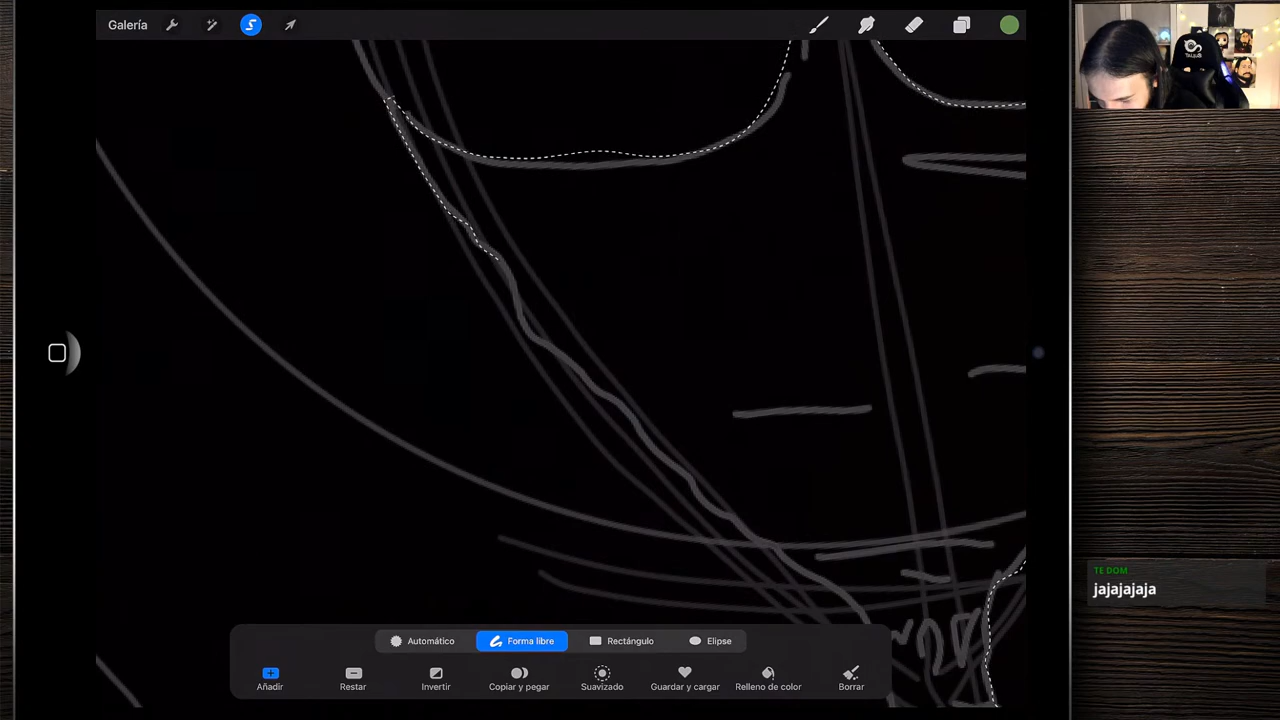 Galería
Automático
Forma libre
Rectángulo
Elipse
Añadir
Restar
Invertir
Copiar y pegar
Suavizado
Guardar y cargar
Relleno de color
Borrar
TE DOM
jajajajaja